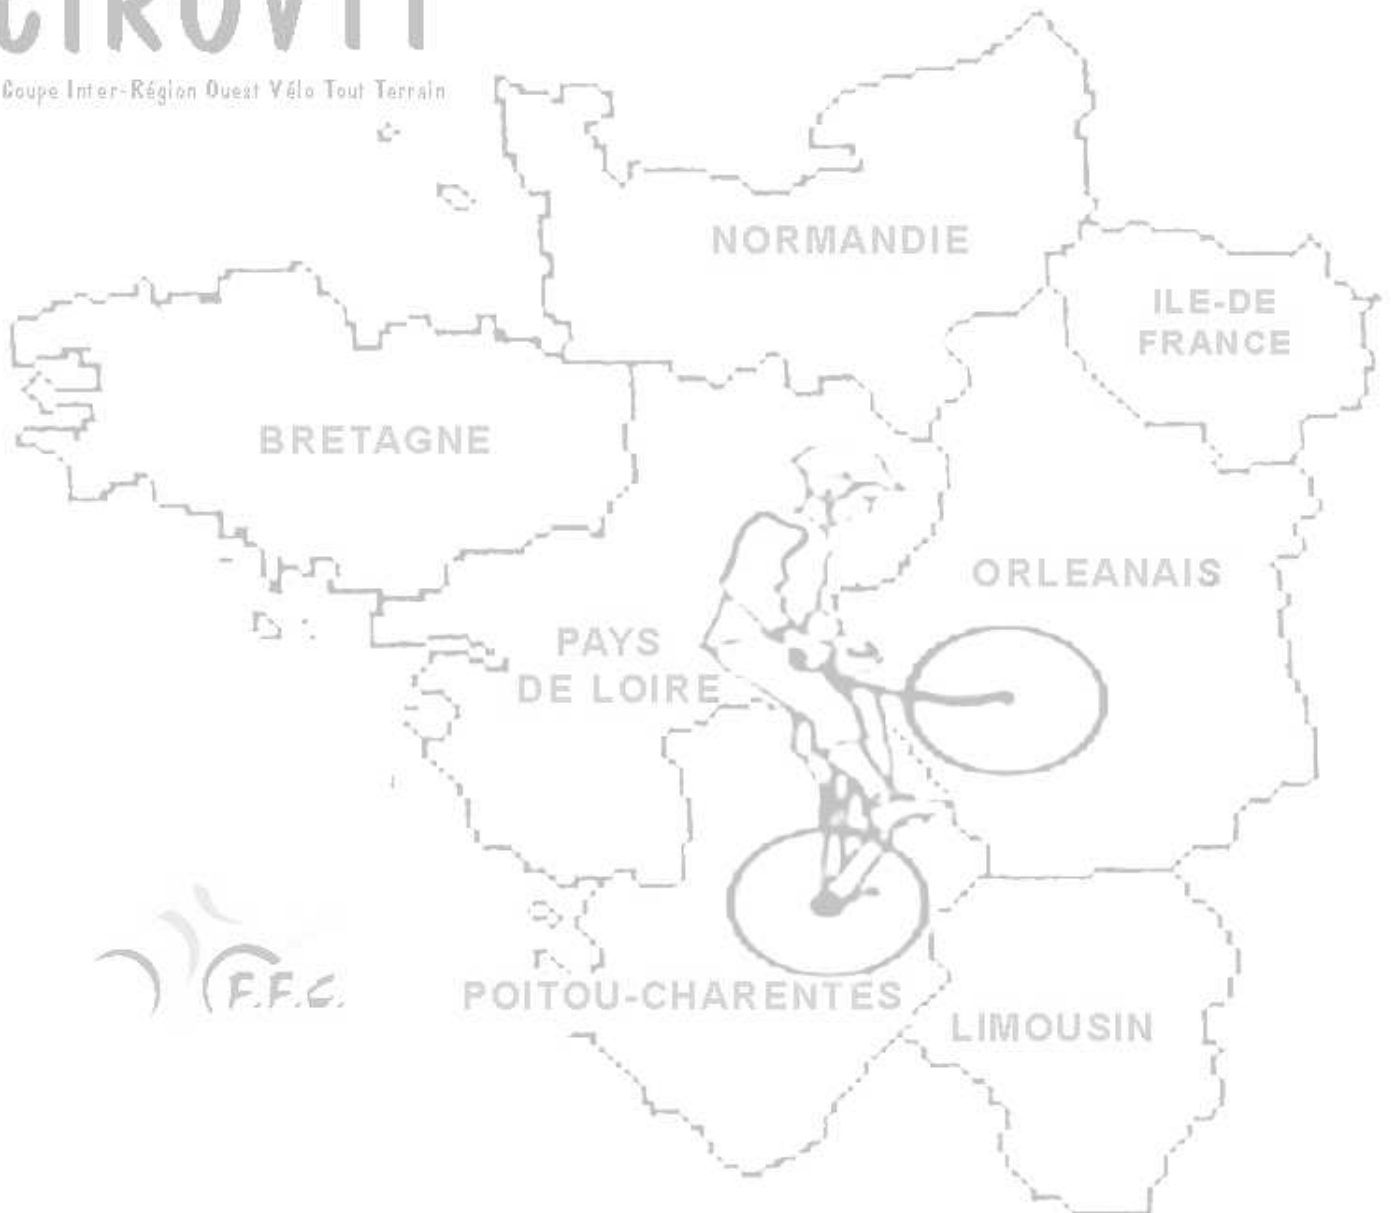 CIROVTT
Coupe Inter-Région Ouest Vélo Tout Terrain
NORMANDIE
ILE-DE
FRANCE
BRETAGNE
ORLEANAIS
PAYS
DE LOIRE
F.F.C.
POITOU-CHARENTES
LIMOUSIN